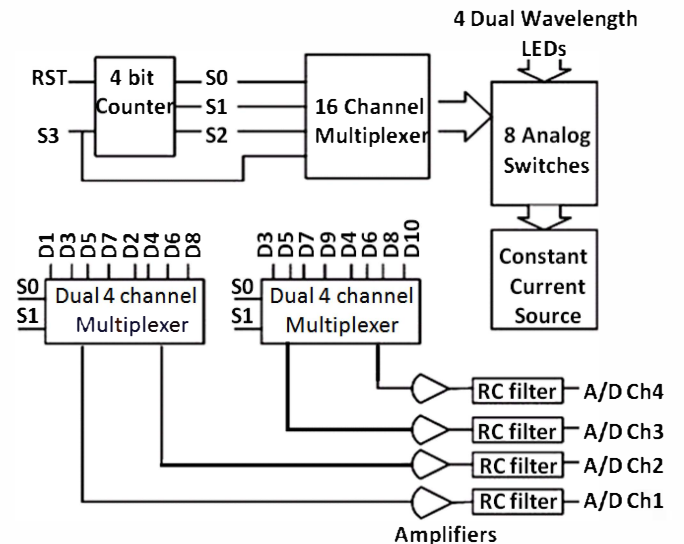 4 Dual Wavelength
LEDs
RST
4 bit
Counter
S0
S1
S2
S3
16 Channel
Multiplexer
8 Analog
Switches
Constant
Current
Source
D1
D3
D5
D7
D2
D4
D6
D8
S0
S1
Dual 4 channel
Multiplexer
D3
D5
D7
D9
D4
D6
D8
D10
S0
S1
Dual 4 channel
Multiplexer
RC filter
A/D Ch4
RC filter
A/D Ch3
RC filter
A/D Ch2
RC filter
A/D Ch1
Amplifiers